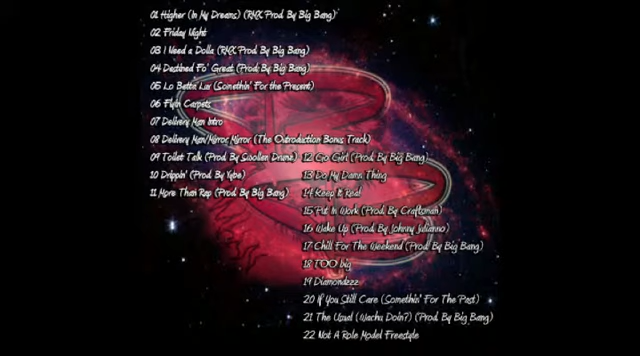 01 Higher (In My Dreams) (RMX Prod. By Big Bang)
02 Friday Night
03 I Need a Dolla (RMX Prod. By Big Bang)
04 Destined Fo' Great (Prod. By Big Bang)
05 Lo Betta Luv (Somethin' For the Present)
06 Flyin Carpets
07 Delivery Man Intro
08 Delivery Man/Mirror, Mirror (The Outroduction Bonus Track)
09 Toilet Talk (Prod. By Swollen Drumz)
10 Drippin' (Prod. By Yybe)
11 More Than Rap (Prod. By Big Bang)
12 Go Girl (Prod. By Big Bang)
13 Do My Damn Thing
14 Keep It Real
15 Put In Work (Prod. By Craftsman)
16 Wake Up (Prod. By Johnny Julianno)
17 Chill For The Weekend (Prod. By Big Bang)
18 TOO big
19 Diamondzzz
20 If You Still Care (Somethin' For The Past)
21 The Usual (Wachu Doin?) (Prod. By Big Bang)
22 Not A Role Model Freestyle